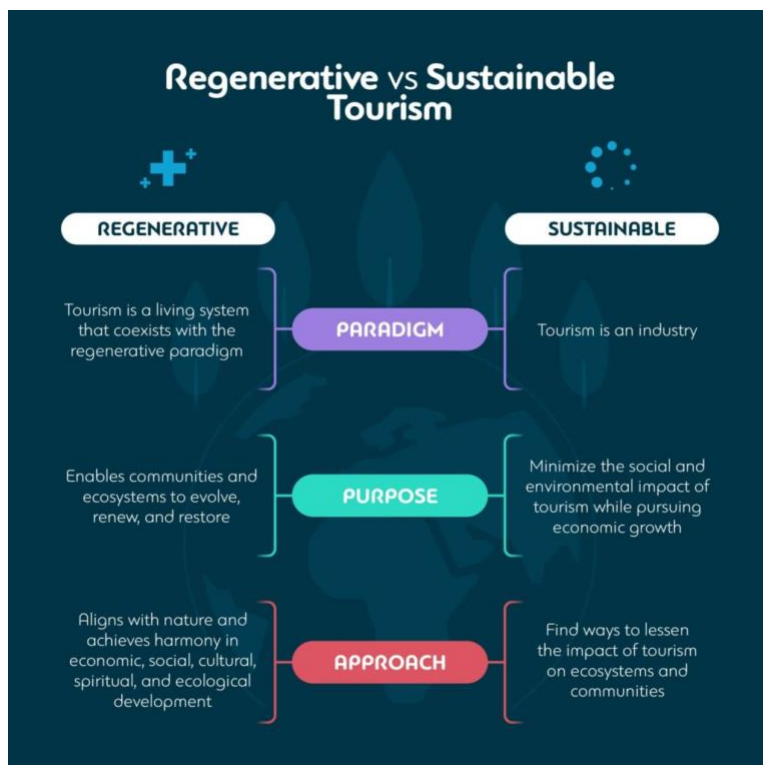 Regenerative vs Sustainable
Tourism
REGENERATIVE
SUSTAINABLE
Tourism is a living system
that coexists with the
regenerative paradigm
PARADIGM
Tourism is an industry
Enables communities and
ecosystems to evolve,
renew, and restore
PURPOSE
Minimize the social and
environmental impact of
tourism while pursuing
economic growth
Aligns with nature and
achieves harmony in
economic, social, cultural,
spiritual, and ecological
development
APPROACH
Find ways to lessen
the impact of tourism
on ecosystems and
communities